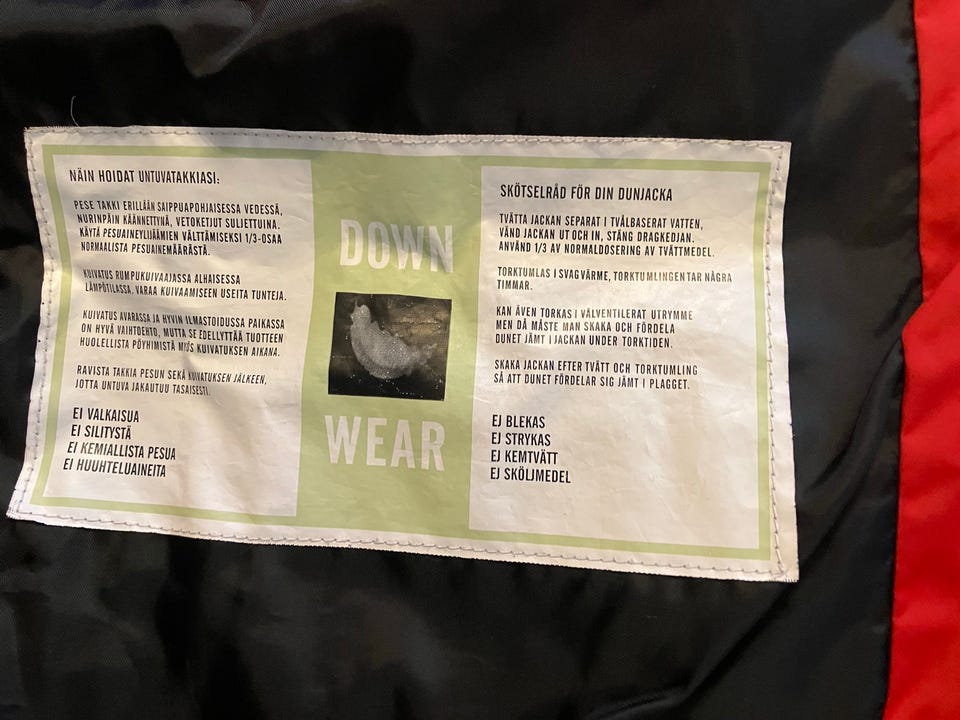 NÄIN HOIDAT UNTUVATAKKIASI:
PESE TAKKI ERILLÄÄN SAIPPUAPOHJAISESSA VEDESSÄ,
NURINPÄIN KÄÄNNETTYNÄ, VETOKETJUT SULJETTUINA.
KÄYTÄ PESUAINEYLIJÄÄMIEN VÄLTTÄMISEKSI 1/3-OSAA
NORMAALISTA PESUAINEMÄÄRÄSTÄ.
KUIVATUS RUMPUKUIVAAJASSA ALHAISESSA
LÄMPÖTILASSA. VARAA KUIVAAMISEEN USEITA TUNTEJA.
KUIVATUS AVARASSA JA HYVIN ILMASTOIDUSSA PAIKASSA
ON HYVÄ VAIHTOEHTO, MUTTA SE EDELLYTTÄÄ TUOTTEEN
HUOLELLISTA PÖYHIMISTÄ MYÖS KUIVATUKSEN AIKANA.
RAVISTA TAKKIA PESUN SEKÄ KUIVATUKSEN JÄLKEEN,
JOTTA UNTUVA JAKAUTUU TASAISESTI.
EI VALKAISUA
EI SILITYSTÄ
EI KEMIALLISTA PESUA
EI HUUHTELUAINEITA
DOWN
WEAR
SKÖTSELRÅD FÖR DIN DUNJACKA
TVÄTTA JACKAN SEPARAT I TVÅLBASERAT VATTEN,
VÄND JACKAN UT OCH IN, STÄNG DRAGKEDJAN.
ANVÄND 1/3 AV NORMALDOSERING AV TVÄTTMEDEL.
TORKTUMLAS I SVAG VÄRME, TORKTUMLINGEN TAR NÅGRA
TIMMAR.
KAN ÄVEN TORKAS I VÄLVENTILERAT UTRYMME
MEN DÅ MÅSTE MAN SKAKA OCH FÖRDELA
DUNET JÄMT I JACKAN UNDER TORKTIDEN.
SKAKA JACKAN EFTER TVÄTT OCH TORKTUMLING
SÅ ATT DUNET FÖRDELAR SIG JÄMT I PLAGGET.
EJ BLEKAS
EJ STRYKAS
EJ KEMTVÄTT
EJ SKÖLJMEDEL